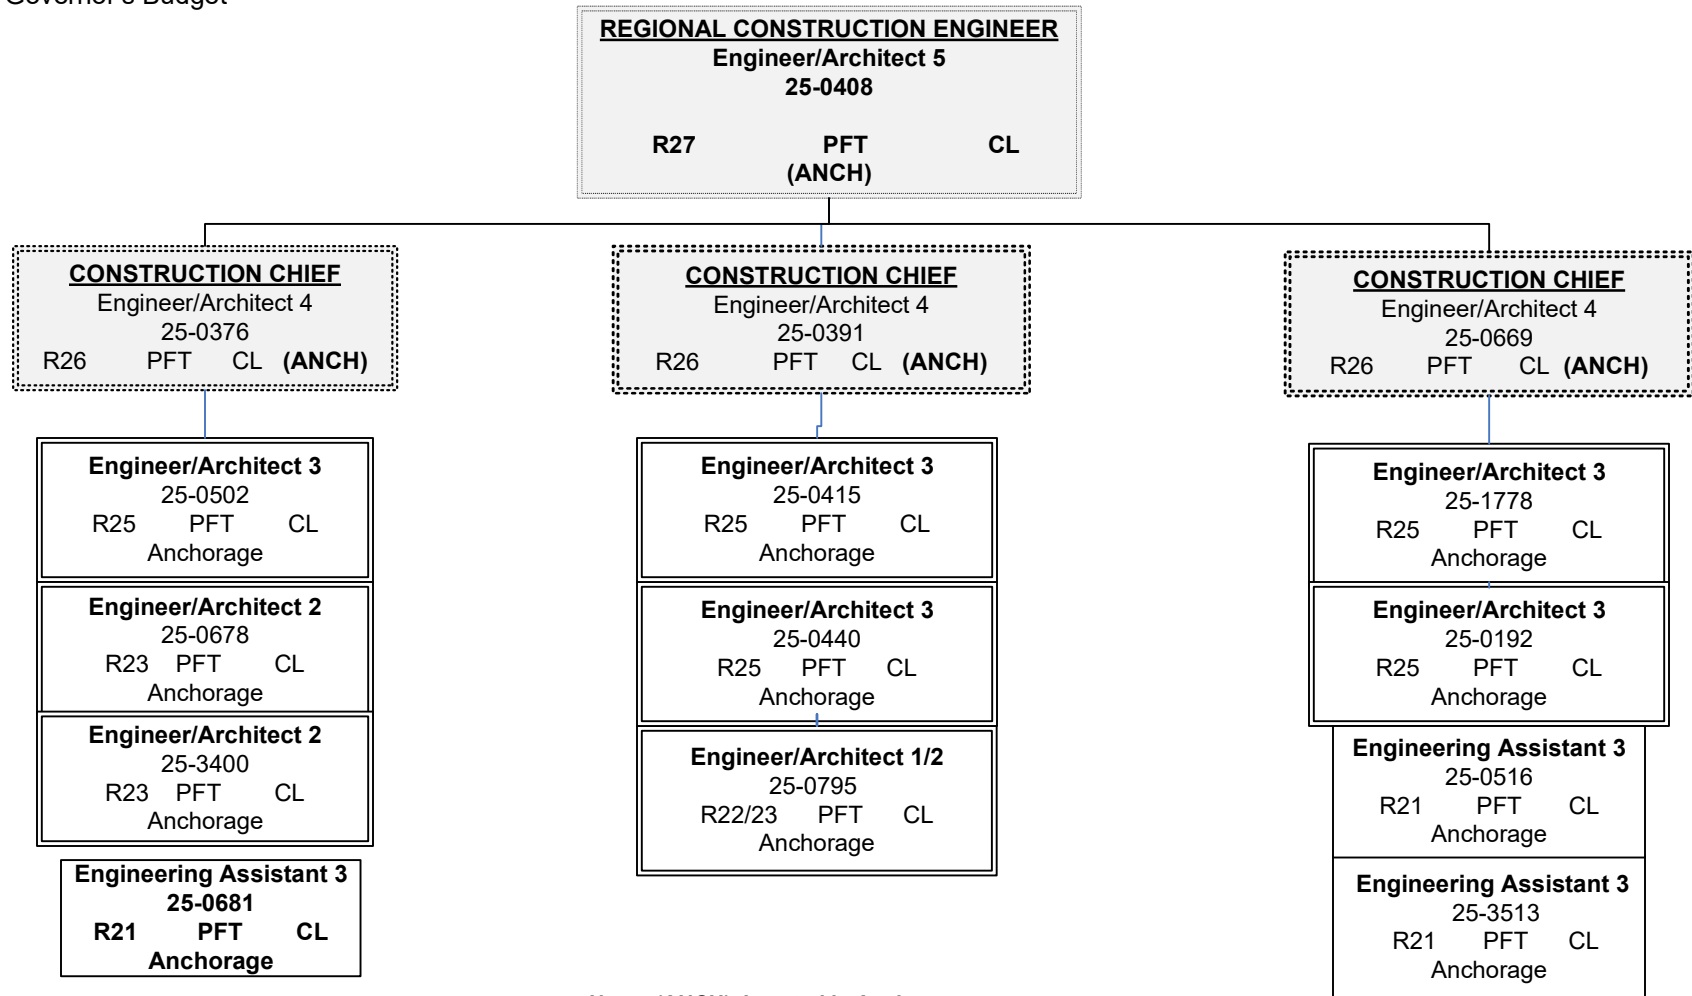 Governor's Budget
REGIONAL CONSTRUCTION ENGINEER
Engineer/Architect 5
25-0408
R27 PFT CL
(ANCH)
CONSTRUCTION CHIEF
Engineer/Architect 4
25-0376
R26 PFT CL (ANCH)
Engineer/Architect 3
25-0502
R25 PFT CL
Anchorage
Engineer/Architect 2
25-0678
R23 PFT CL
Anchorage
Engineer/Architect 2
25-3400
R23 PFT CL
Anchorage
Engineering Assistant 3
25-0681
R21 PFT CL
Anchorage
CONSTRUCTION CHIEF
Engineer/Architect 4
25-0391
R26 PFT CL (ANCH)
Engineer/Architect 3
25-0415
R25 PFT CL
Anchorage
Engineer/Architect 3
25-0440
R25 PFT CL
Anchorage
Engineer/Architect 1/2
25-0795
R22/23 PFT CL
Anchorage
CONSTRUCTION CHIEF
Engineer/Architect 4
25-0669
R26 PFT CL (ANCH)
Engineer/Architect 3
25-1778
R25 PFT CL
Anchorage
Engineer/Architect 3
25-0192
R25 PFT CL
Anchorage
Engineering Assistant 3
25-0516
R21 PFT CL
Anchorage
Engineering Assistant 3
25-3513
R21 PFT CL
Anchorage